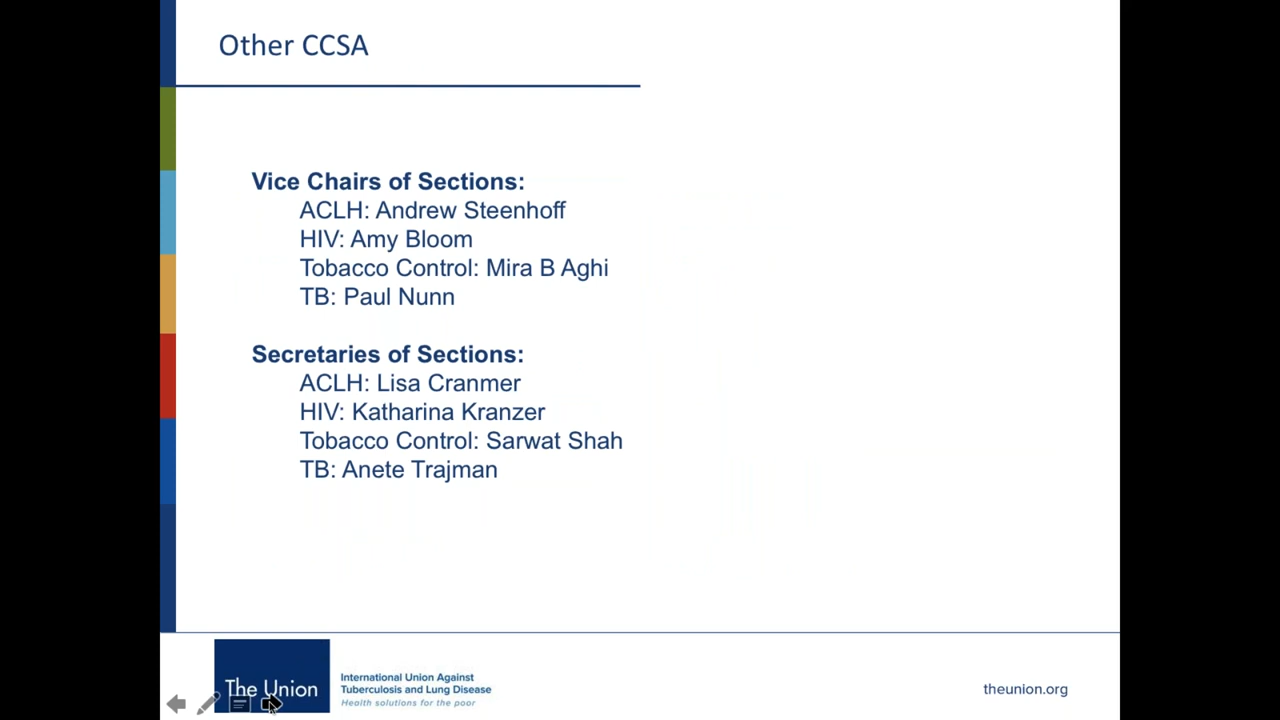 Other CCSA
Vice Chairs of Sections:
ACLH: Andrew Steenhoff
HIV: Amy Bloom
Tobacco Control: Mira B Aghi
TB: Paul Nunn
Secretaries of Sections:
ACLH: Lisa Cranmer
HIV: Katharina Kranzer
Tobacco Control: Sarwat Shah
TB: Anete Trajman
The Union
International Union Against
Tuberculosis and Lung Disease
Health solutions for the poor
theunion.org